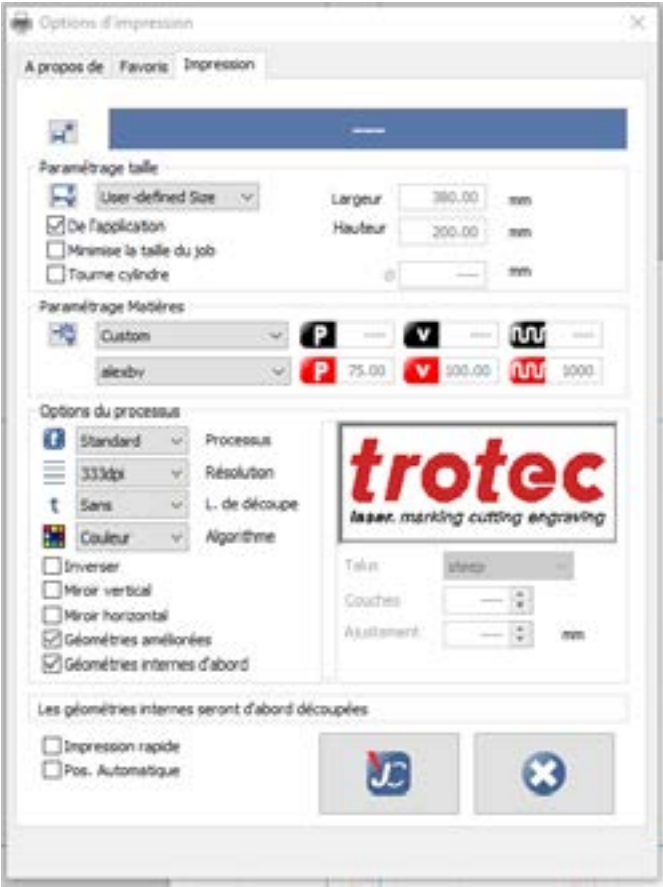 Options d'impression
A propos de Favoris Impression
----
Paramétrage taille
User-defined Size Largeur 380.00 mm
De l'application Hauteur 200.00 mm
Minimise la taille du job
Tourne cylindre ø ---- mm
Paramétrage Matières
Custom P ---- V ---- ----
alexbv P 75.00 V 100.00 1000
Options du processus
Standard Processus
333dpi Résolution
t Sans L. de découpe
Couleur Algorithme
trotec
laser. marking cutting engraving
Inverser Talus steep
Miroir vertical Couches ----
Miroir horizontal Ajustement ---- mm
Géométries améliorées
Géométries internes d'abord
Les géométries internes seront d'abord découpées
Impression rapide
Pos. Automatique
JC